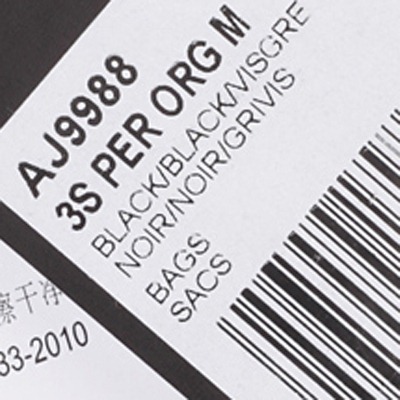 AJ9988
3S PER ORG M
BLACK/BLACK/VISGRE
NOIR/NOIR/GRIVIS
BAGS
SACS
擦干净
33-2010